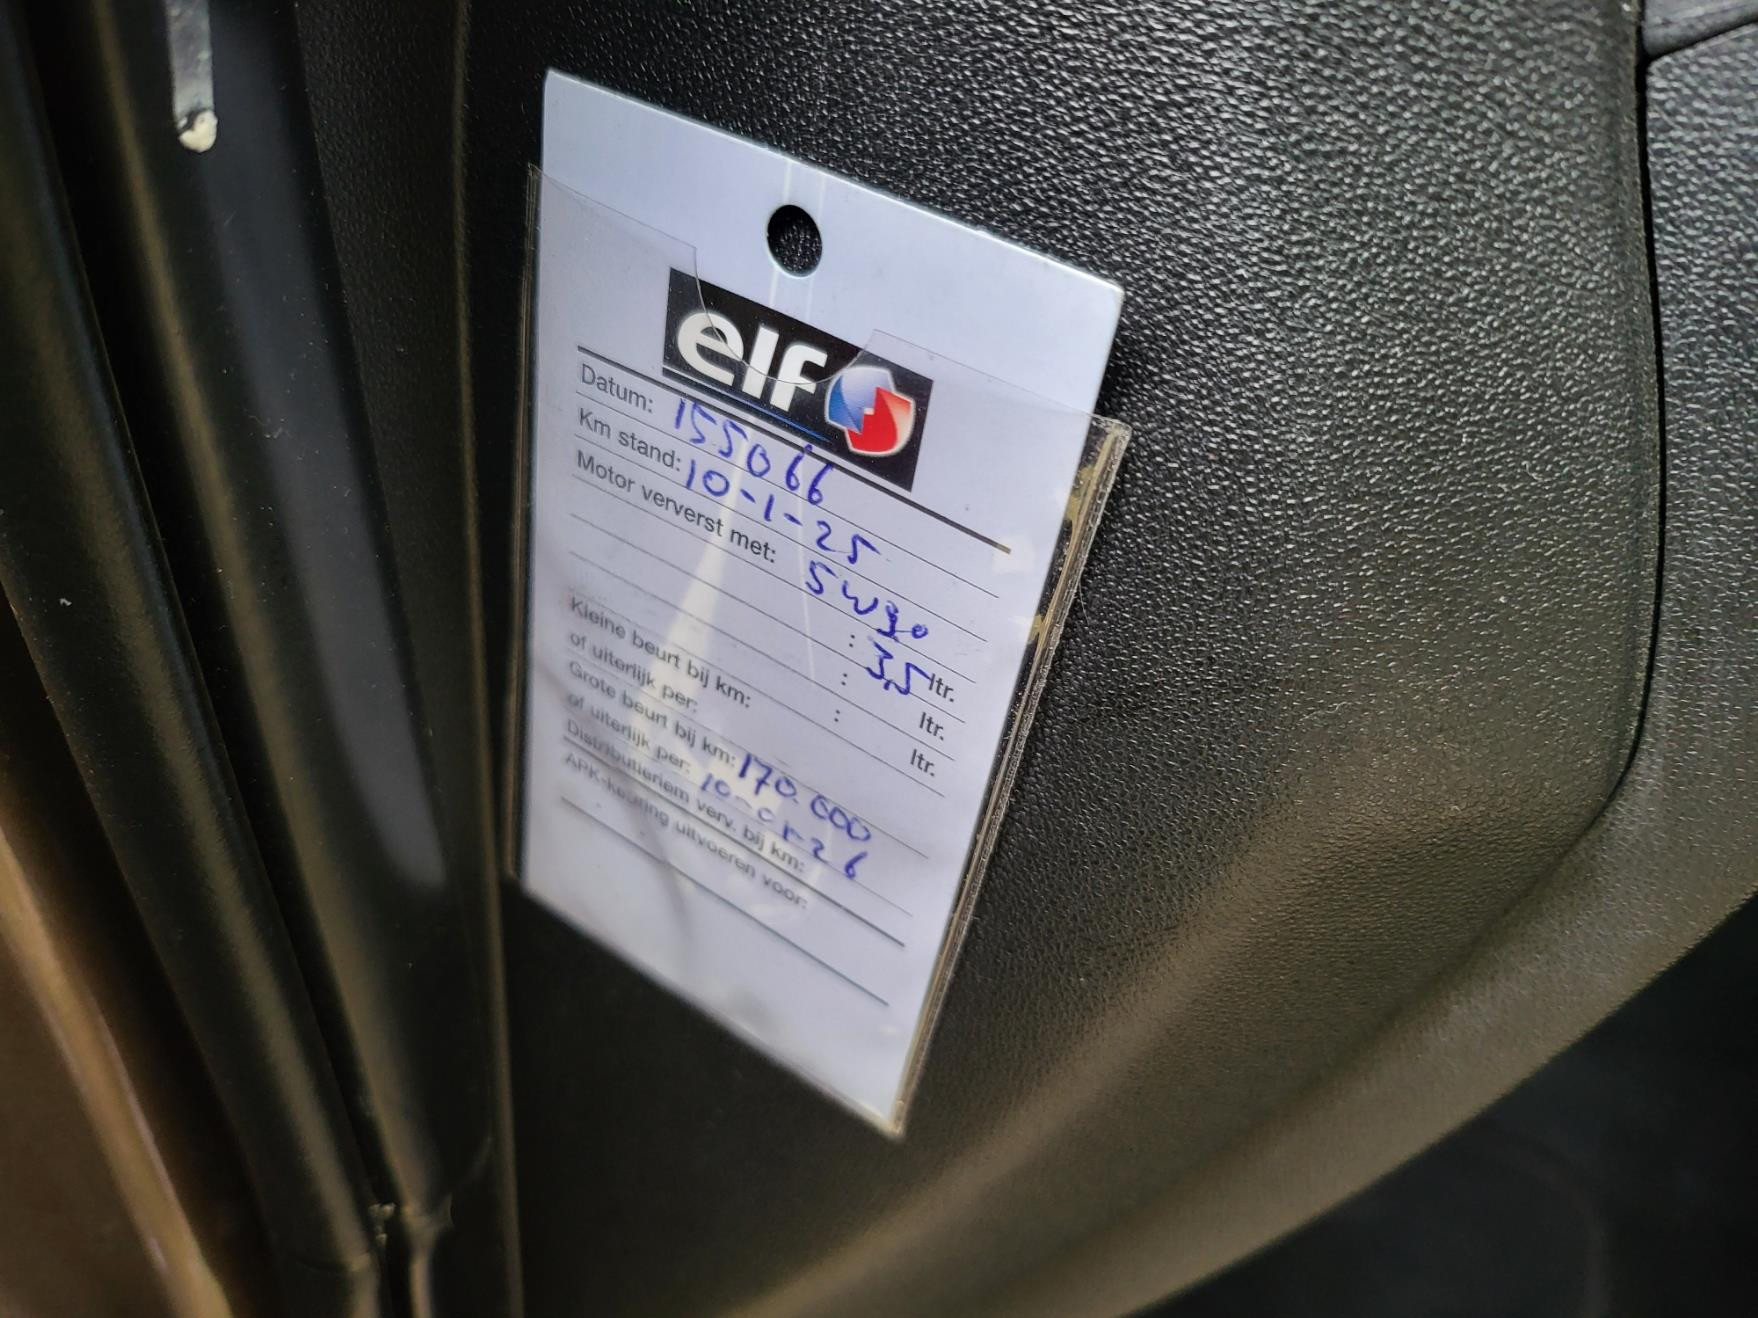 elf
Datum: 155066
Km stand: 10-1-25
Motor ververst met: 5w30
: 3,5 ltr.
: ltr.
: ltr.
Kleine beurt bij km:
of uiterlijk per:
Grote beurt bij km: 170.000
of uiterlijk per: 10-01-26
Distributieriem verv. bij km:
APK-keuring uitvoeren voor: